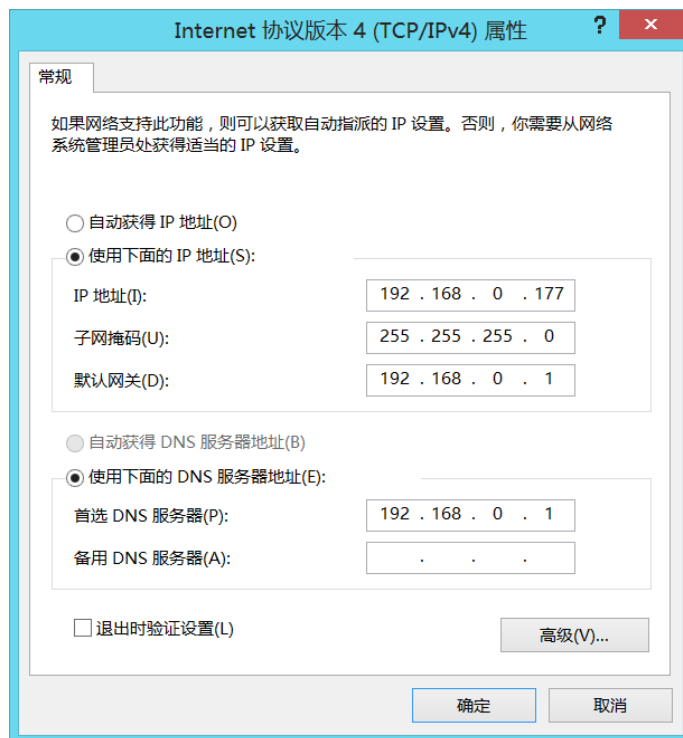 Internet 协议版本 4 (TCP/IPv4) 属性
? ×
常规
如果网络支持此功能，则可以获取自动指派的 IP 设置。否则，你需要从网络
系统管理员处获得适当的 IP 设置。
自动获得 IP 地址(O)
使用下面的 IP 地址(S):
IP 地址(I): 192 . 168 . 0 . 177
子网掩码(U): 255 . 255 . 255 . 0
默认网关(D): 192 . 168 . 0 . 1
自动获得 DNS 服务器地址(B)
使用下面的 DNS 服务器地址(E):
首选 DNS 服务器(P): 192 . 168 . 0 . 1
备用 DNS 服务器(A): . . .
退出时验证设置(L)
高级(V)...
确定 取消